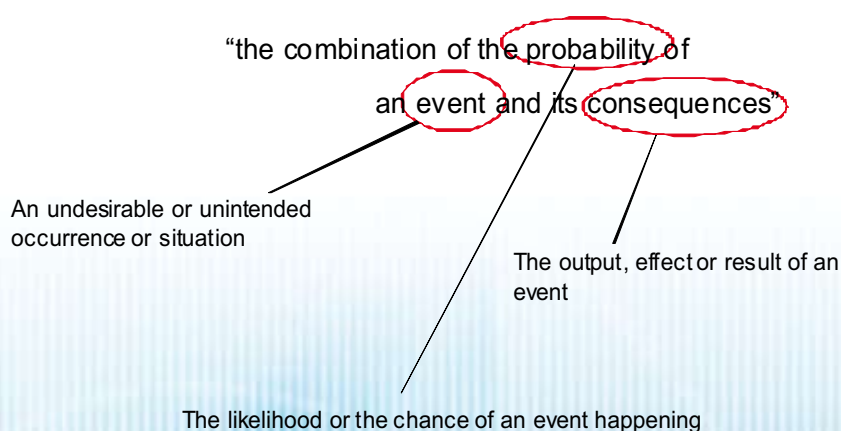 “the combination of the probability of
an event and its consequences”
An undesirable or unintended
occurrence or situation
The output, effect or result of an
event
The likelihood or the chance of an event happening